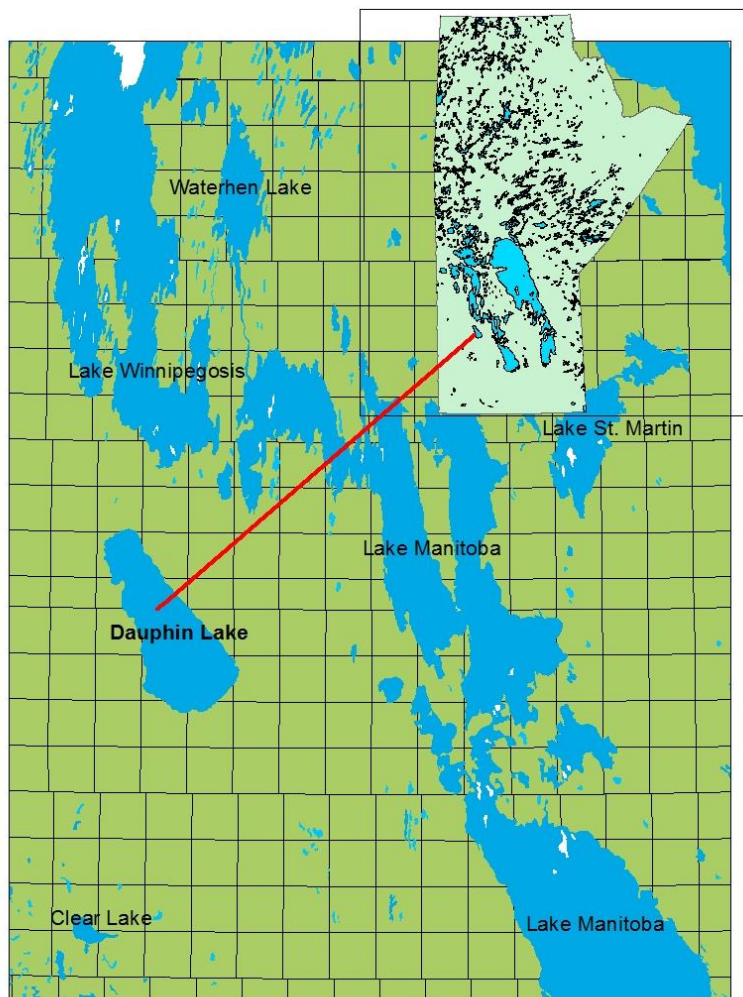 Waterhen Lake
Lake Winnipegosis
Lake St. Martin
Lake Manitoba
Dauphin Lake
Clear Lake
Lake Manitoba